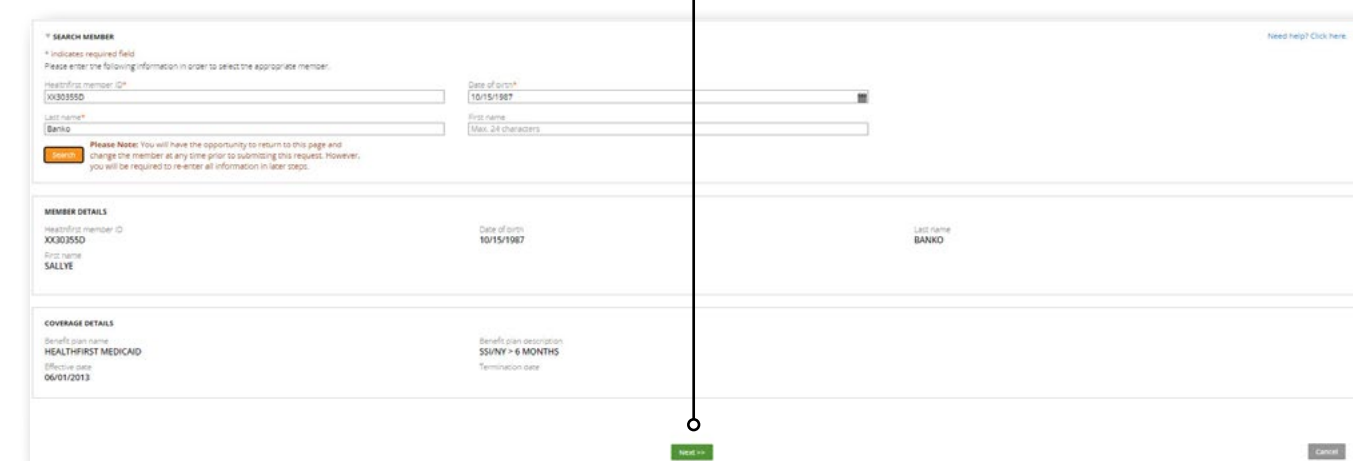 SEARCH MEMBER
Need help? Click here.
* indicates required field
Please enter the following information in order to select the appropriate member.
Healthfirst member ID*
Date of birth*
XX30355D
10/15/1987
Last name*
First name
Banko
Max. 24 characters
Search
Please Note: You will have the opportunity to return to this page and
change the member at any time prior to submitting this request. However,
you will be required to re-enter all information in later steps.
MEMBER DETAILS
Healthfirst member ID
Date of birth
Last name
XX30355D
10/15/1987
BANKO
First name
SALLYE
COVERAGE DETAILS
Benefit plan name
Benefit plan description
HEALTHFIRST MEDICAID
SSI/NY > 6 MONTHS
Effective date
Termination date
06/01/2013
Next >>
Cancel